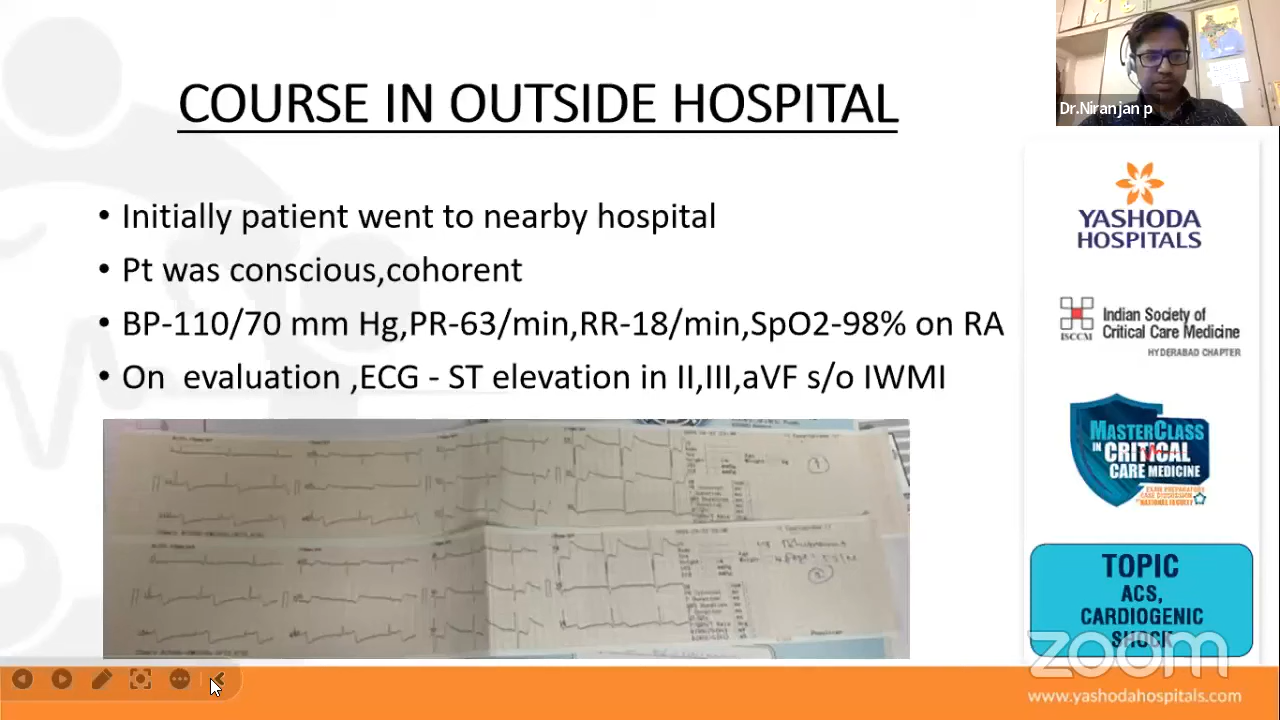 COURSE IN OUTSIDE HOSPITAL
• Initially patient went to nearby hospital
• Pt was conscious,cohorent
• BP-110/70 mm Hg,PR-63/min,RR-18/min,SpO2-98% on RA
• On evaluation ,ECG - ST elevation in II,III,aVF s/o IWMI
Dr.Niranjan p
YASHODA
HOSPITALS
ISCCM
Indian Society of
Critical Care Medicine
HYDERABAD CHAPTER
MASTERCLASS
IN CRITICAL
CARE MEDICINE
TOPIC
ACS,
CARDIOGENIC
SHOCK
zoom
www.yashodahospitals.com